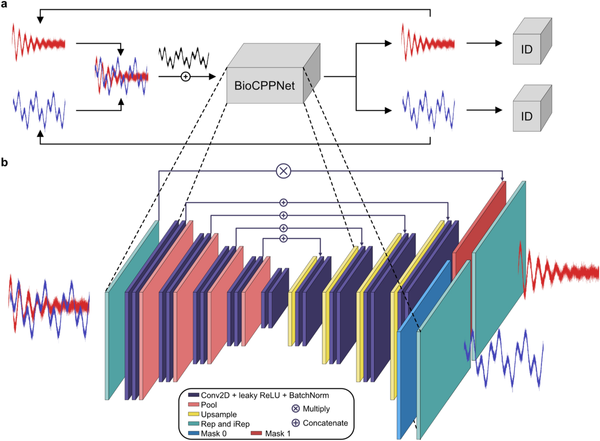 a
BioCPPNet
ID
ID
b
Conv2D + leaky ReLU + BatchNorm
Pool
Multiply
Upsample
Rep and iRep
Concatenate
Mask 0
Mask 1